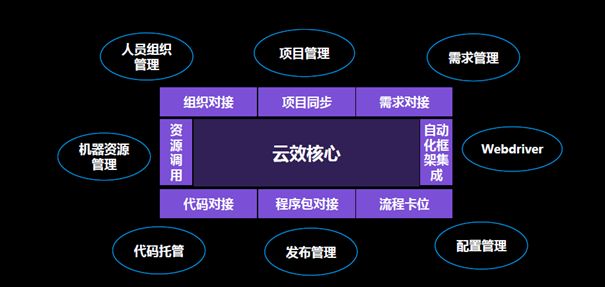 人员组织
管理
项目管理
需求管理
组织对接
项目同步
需求对接
机器资源
管理
资源调用
云效核心
自动
化框
架集
成
Webdriver
代码对接
程序包对接
流程卡位
代码托管
发布管理
配置管理